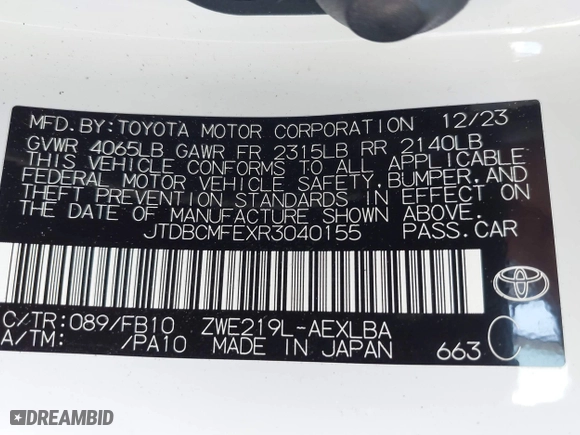 MFD.BY:TOYOTA MOTOR CORPORATION 12/23
GVWR 4065LB GAWR FR 2315LB RR 2140LB
THIS VEHICLE CONFORMS TO ALL APPLICABLE
FEDERAL MOTOR VEHICLE SAFETY,BUMPER,AND
THEFT PREVENTION STANDARDS IN EFFECT ON
THE DATE OF MANUFACTURE SHOWN ABOVE.
JTDBCMFEXR3040155 PASS.CAR
C/TR:089/FB10 ZWE219L-AEXLBA
A/TM: /PA10 MADE IN JAPAN 663 C
DREAMBID